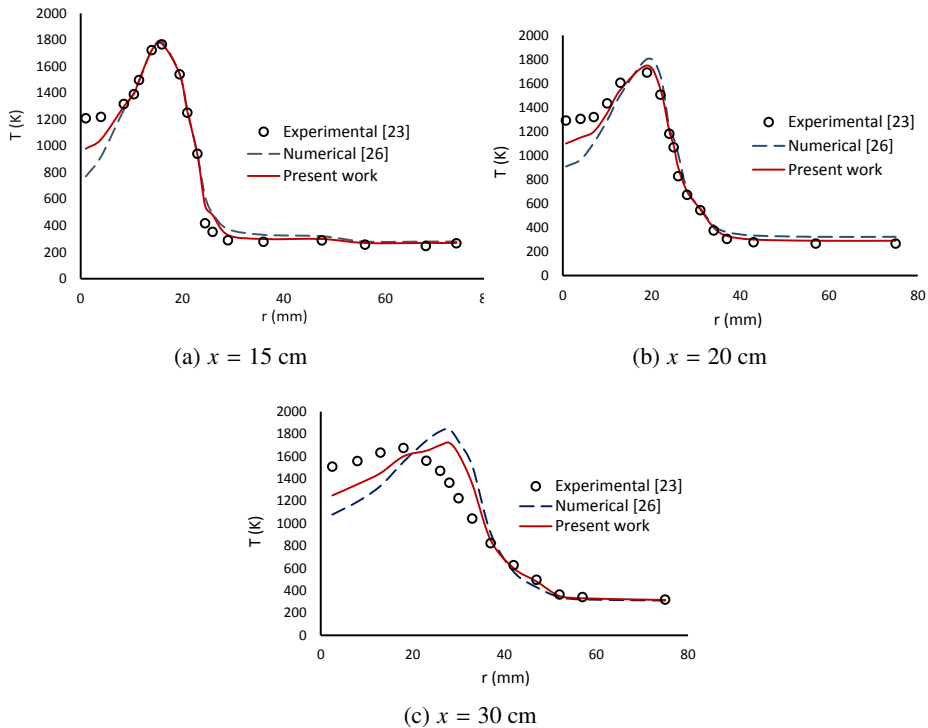 2000
1800
1600
1400
1200
1000
800
600
400
200
0
T (K)
0 20 40 60 8
r (mm)
Experimental [23]
Numerical [26]
Present work
(a) x = 15 cm
2000
1800
1600
1400
1200
1000
800
600
400
200
0
T (K)
0 20 40 60 80
r (mm)
Experimental [23]
Numerical [26]
Present work
(b) x = 20 cm
2000
1800
1600
1400
1200
1000
800
600
400
200
0
T (K)
0 20 40 60 80
r (mm)
Experimental [23]
Numerical [26]
Present work
(c) x = 30 cm